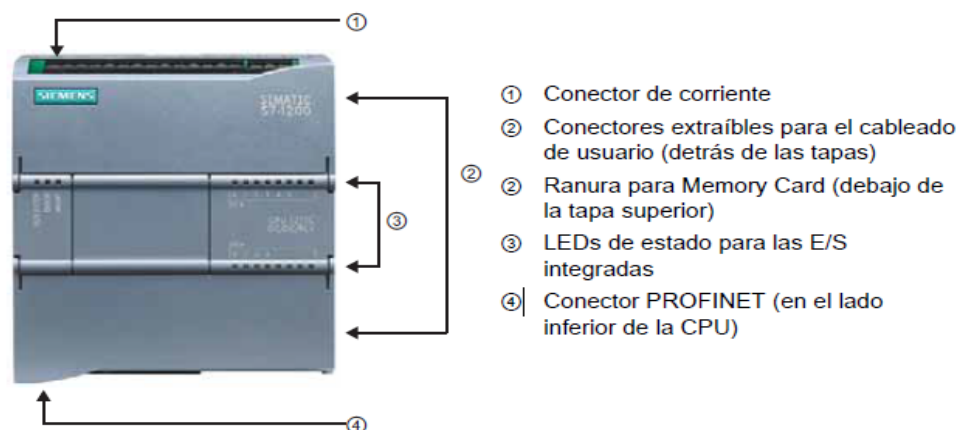 ①
SIEMENS
SIMATIC
S7-1200
②
③
④
① Conector de corriente
② Conectores extraíbles para el cableado
de usuario (detrás de las tapas)
② Ranura para Memory Card (debajo de
la tapa superior)
③ LEDs de estado para las E/S
integradas
④ Conector PROFINET (en el lado
inferior de la CPU)